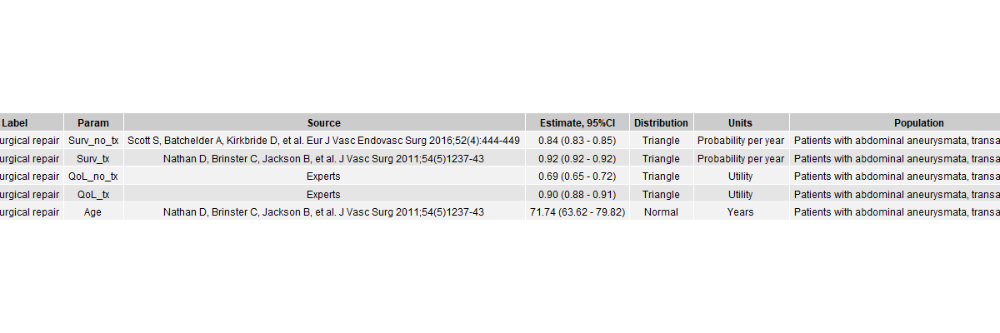 Label Param Source Estimate, 95%CI Distribution Units Population
urgical repair Surv_no_tx Scott S, Batchelder A, Kirkbride D, et al. Eur J Vasc Endovasc Surg 2016;52(4):444-449 0.84 (0.83 - 0.85) Triangle Probability per year Patients with abdominal aneurysmata, transa
urgical repair Surv_tx Nathan D, Brinster C, Jackson B, et al. J Vasc Surg 2011;54(5)1237-43 0.92 (0.92 - 0.92) Triangle Probability per year Patients with abdominal aneurysmata, transa
urgical repair QoL_no_tx Experts 0.69 (0.65 - 0.72) Triangle Utility Patients with abdominal aneurysmata, transa
urgical repair QoL_tx Experts 0.90 (0.88 - 0.91) Triangle Utility Patients with abdominal aneurysmata, transa
urgical repair Age Nathan D, Brinster C, Jackson B, et al. J Vasc Surg 2011;54(5)1237-43 71.74 (63.62 - 79.82) Normal Years Patients with abdominal aneurysmata, transa